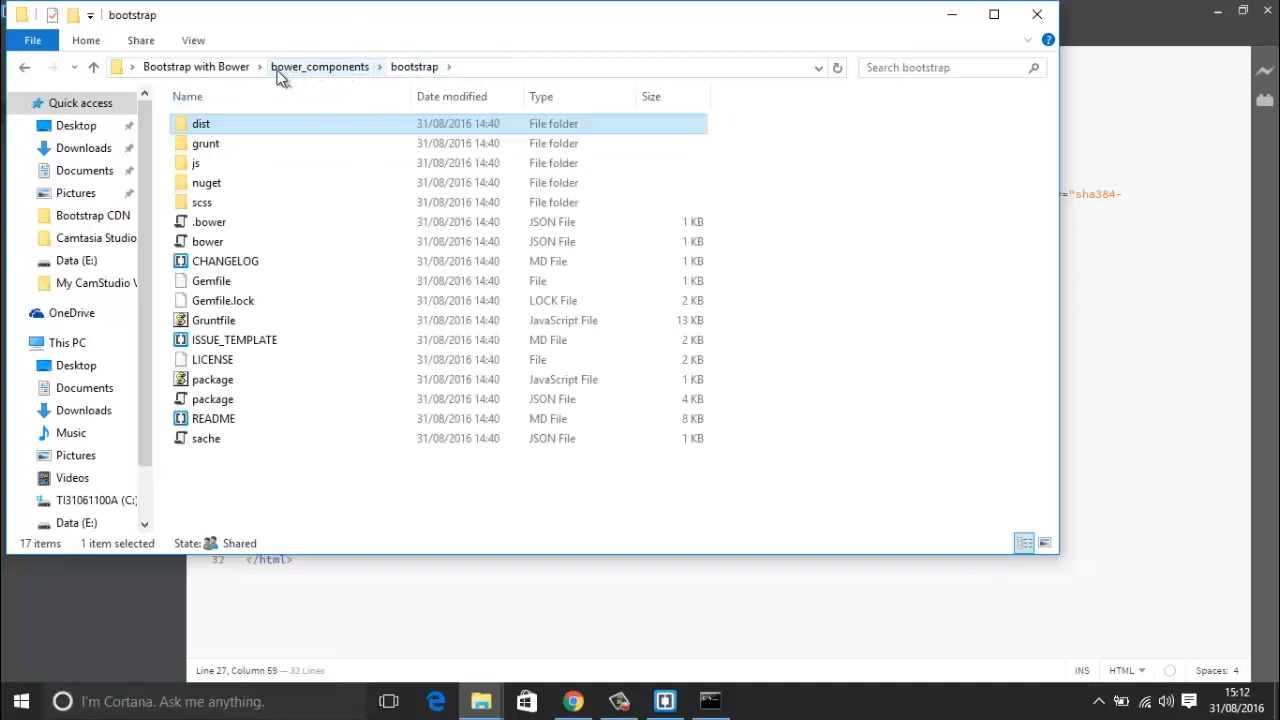 bootstrap
File Home Share View
Bootstrap with Bower bower_components bootstrap Search bootstrap
Name Date modified Type Size
Quick access
Desktop
Downloads
Documents
Pictures
Bootstrap CDN
Camtasia Studio
Data (E:)
My CamStudio V
OneDrive
This PC
Desktop
Documents
Downloads
Music
Pictures
Videos
TI31061100A (C:
Data (E:)
dist 31/08/2016 14:40 File folder
grunt 31/08/2016 14:40 File folder
js 31/08/2016 14:40 File folder
nuget 31/08/2016 14:40 File folder
scss 31/08/2016 14:40 File folder
.bower 31/08/2016 14:40 JSON File 1 KB
bower 31/08/2016 14:40 JSON File 1 KB
CHANGELOG 31/08/2016 14:40 MD File 1 KB
Gemfile 31/08/2016 14:40 File 1 KB
Gemfile.lock 31/08/2016 14:40 LOCK File 2 KB
Gruntfile 31/08/2016 14:40 JavaScript File 13 KB
ISSUE_TEMPLATE 31/08/2016 14:40 MD File 2 KB
LICENSE 31/08/2016 14:40 File 2 KB
package 31/08/2016 14:40 JavaScript File 1 KB
package 31/08/2016 14:40 JSON File 4 KB
README 31/08/2016 14:40 MD File 8 KB
sache 31/08/2016 14:40 JSON File 1 KB
="sha384-
17 items 1 item selected State: Shared
32 </html>
Line 27, Column 59 — 32 Lines INS HTML Spaces: 4
I'm Cortana. Ask me anything. 15:12
31/08/2016